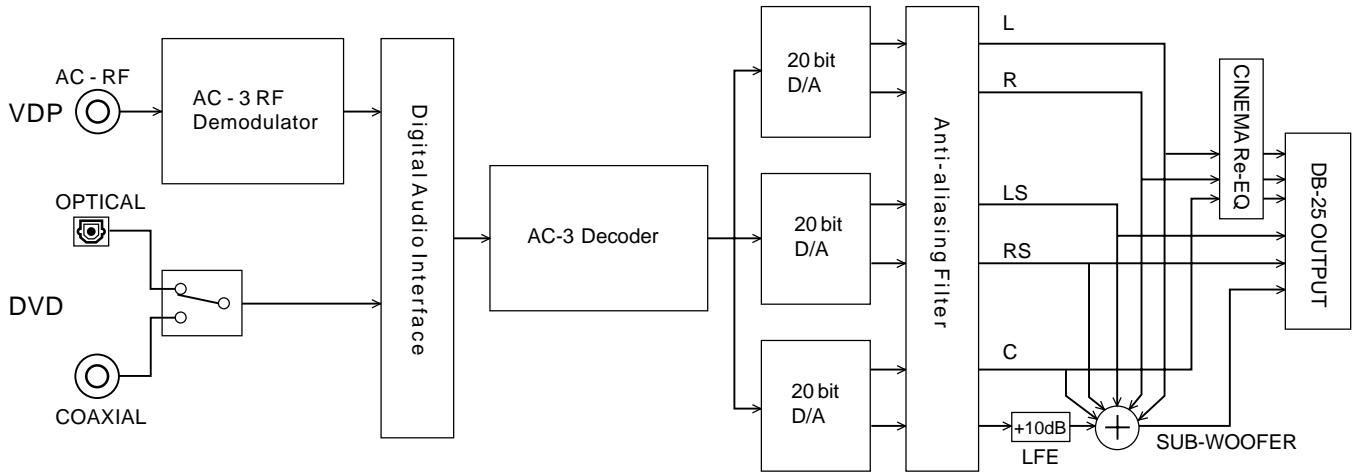 AC - RF
VDP
AC - 3 RF
Demodulator
OPTICAL
DVD
COAXIAL
Digital Audio Interface
AC-3 Decoder
20 bit
D/A
20 bit
D/A
20 bit
D/A
Anti-aliasing Filter
L
R
LS
RS
C
+10dB
LFE
SUB-WOOFER
CINEMA Re-EQ
DB-25 OUTPUT